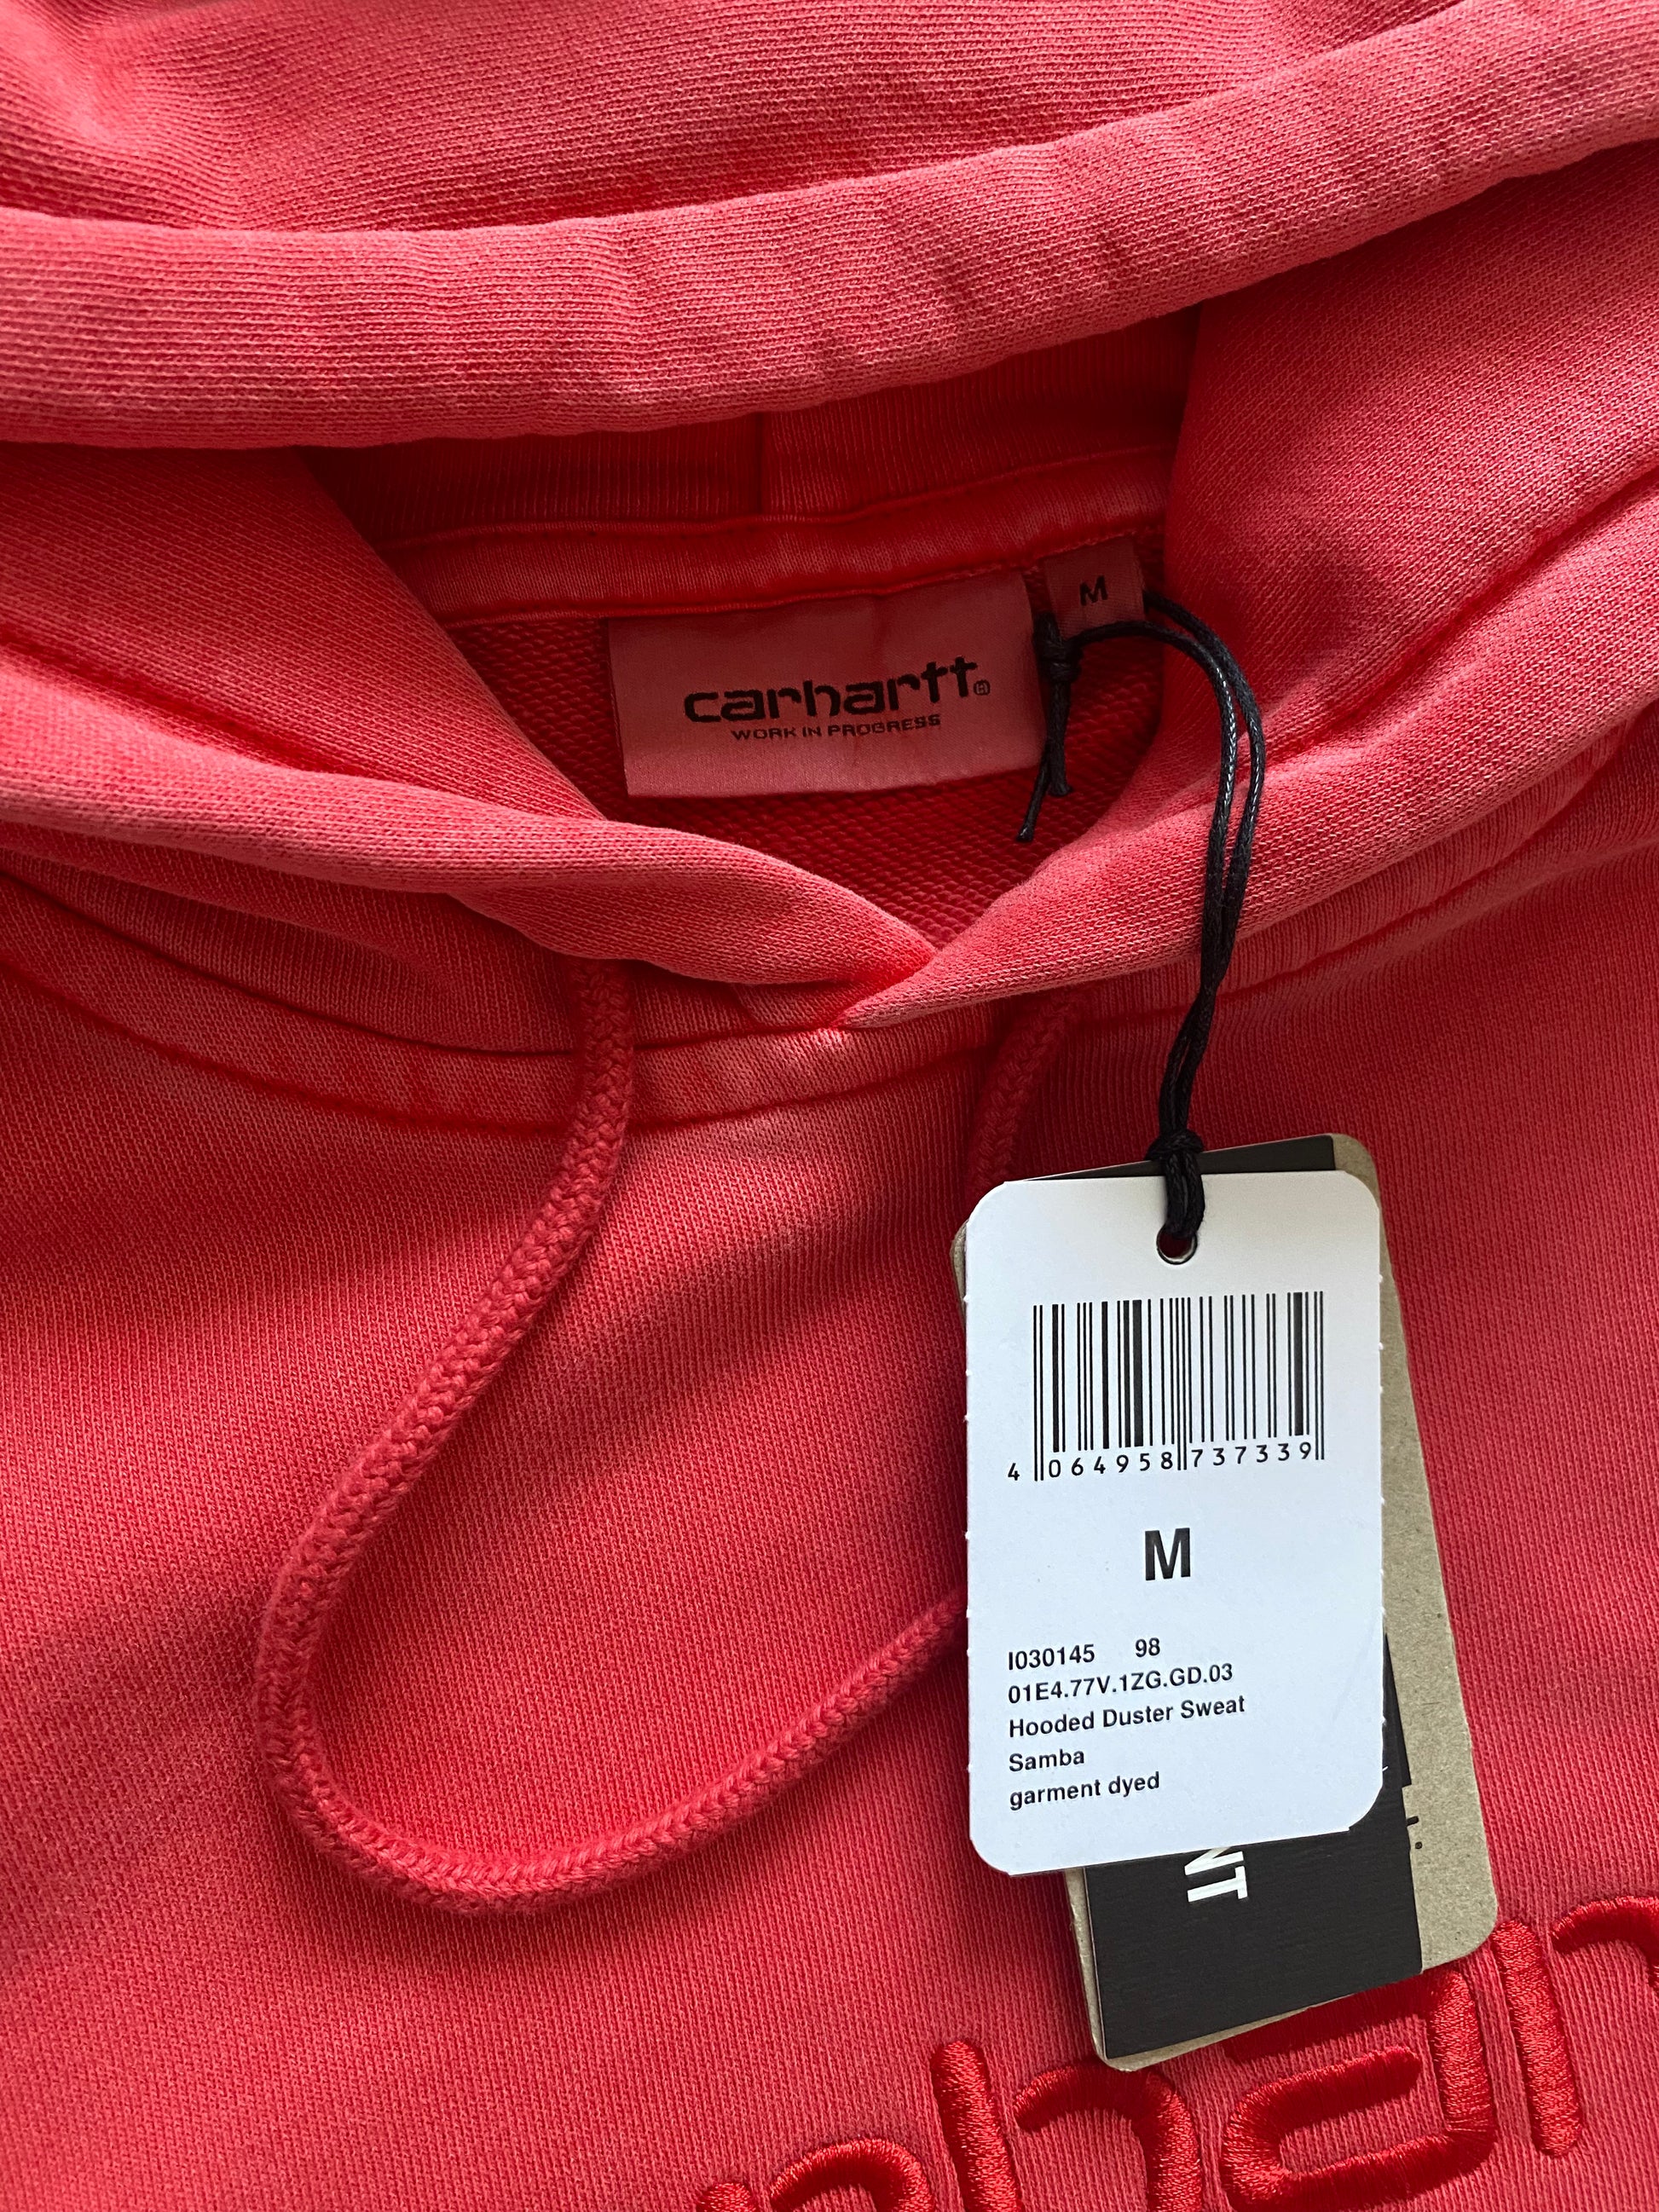 M
carhartt®
WORK IN PROGRESS
4 064958 737339
M
I030145 98
01E4.77V.1ZG.GD.03
Hooded Duster Sweat
Samba
garment dyed